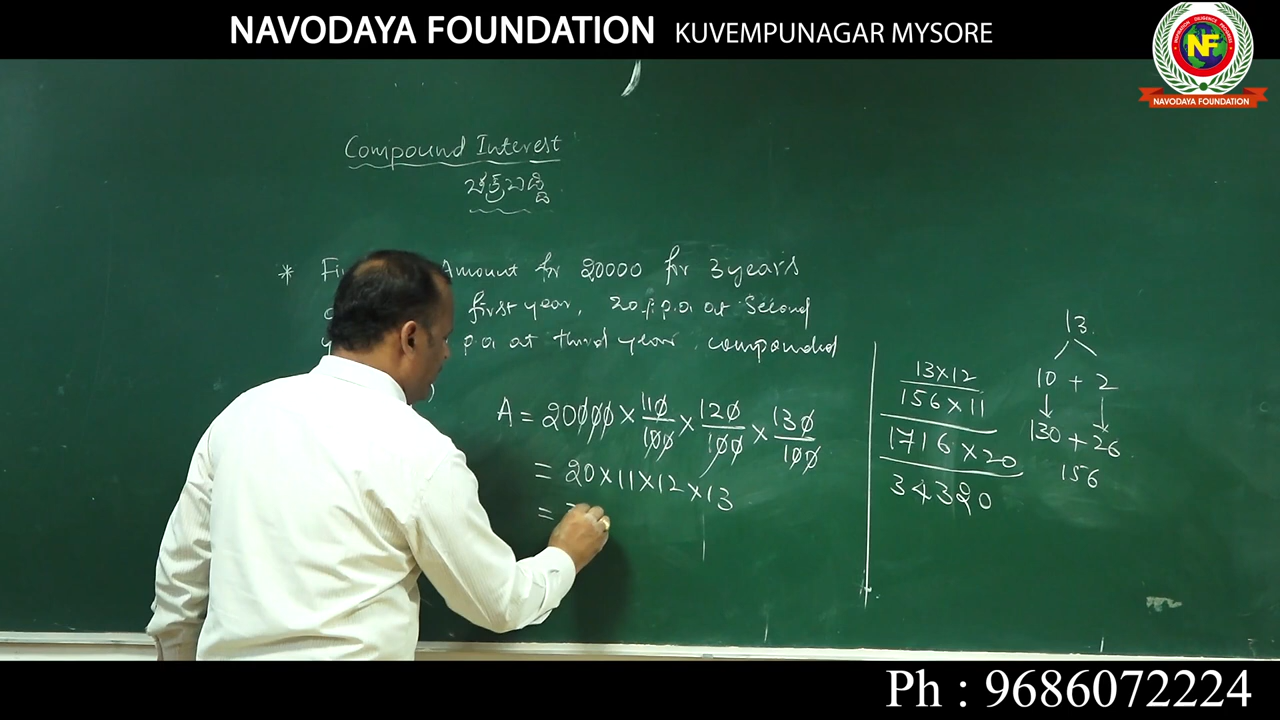 NAVODAYA FOUNDATION KUVEMPUNAGAR MYSORE
NF
NAVODAYA FOUNDATION
Compound Interest
ಚಕ್ರಬಡ್ಡಿ
* Fi Amount for 20000 for 3 years
first year, 20 %.p.a at Second
p.a at third year. compounded
A = 20000 × 110/100 × 120/100 × 130/100
= 20×11×12×13
=
13×12
156×11
1716×20
34320
13.
10 + 2
130 + 26
156
Ph : 9686072224